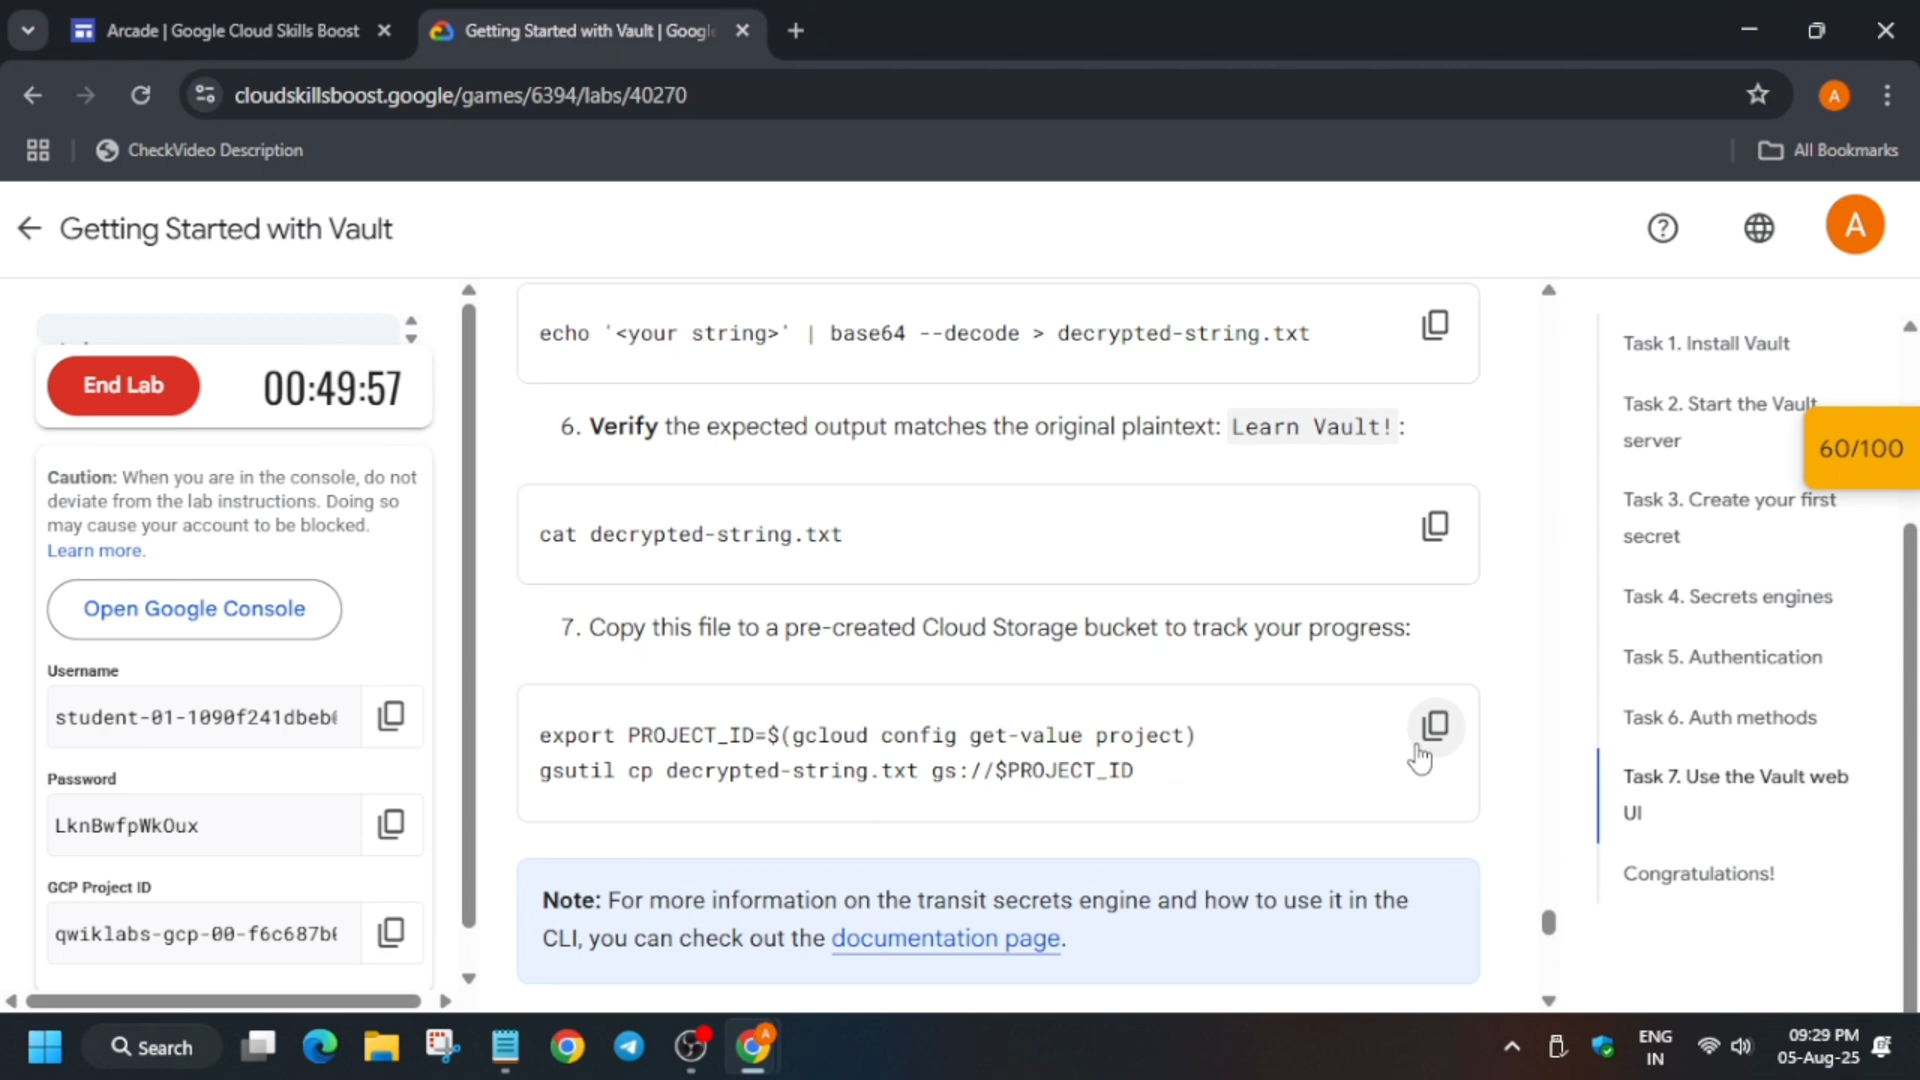 Arcade | Google Cloud Skills Boost
Getting Started with Vault | Googl
cloudskillsboost.google/games/6394/labs/40270
A
CheckVideo Description
All Bookmarks
Getting Started with Vault
A
End Lab
00:49:57
Caution: When you are in the console, do not
deviate from the lab instructions. Doing so
may cause your account to be blocked.
Learn more.
Open Google Console
Username
student-01-1090f241dbeb
Password
LknBwfpWkOux
GCP Project ID
qwiklabs-gcp-00-f6c687b
echo '<your string>' | base64 --decode > decrypted-string.txt
6. Verify the expected output matches the original plaintext: Learn Vault!:
cat decrypted-string.txt
7. Copy this file to a pre-created Cloud Storage bucket to track your progress:
export PROJECT_ID=$(gcloud config get-value project)
gsutil cp decrypted-string.txt gs://$PROJECT_ID
Note: For more information on the transit secrets engine and how to use it in the
CLI, you can check out the documentation page.
Task 1. Install Vault
Task 2. Start the Vault
server
60/100
Task 3. Create your first
secret
Task 4. Secrets engines
Task 5. Authentication
Task 6. Auth methods
Task 7. Use the Vault web
UI
Congratulations!
Search
A
ENG
IN
09:29 PM
05-Aug-25